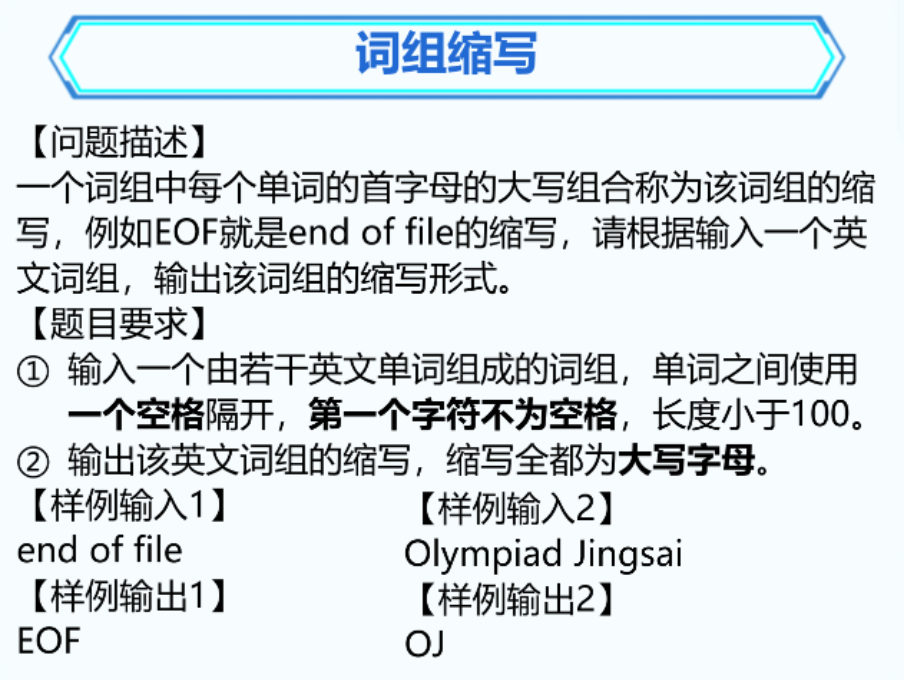 词组缩写
【问题描述】
一个词组中每个单词的首字母的大写组合称为该词组的缩
写，例如EOF就是end of file的缩写，请根据输入一个英
文词组，输出该词组的缩写形式。
【题目要求】
① 输入一个由若干英文单词组成的词组，单词之间使用
一个空格隔开，第一个字符不为空格，长度小于100。
② 输出该英文词组的缩写，缩写全都为大写字母。
【样例输入1】
end of file
【样例输出1】
EOF
【样例输入2】
Olympiad Jingsai
【样例输出2】
OJ